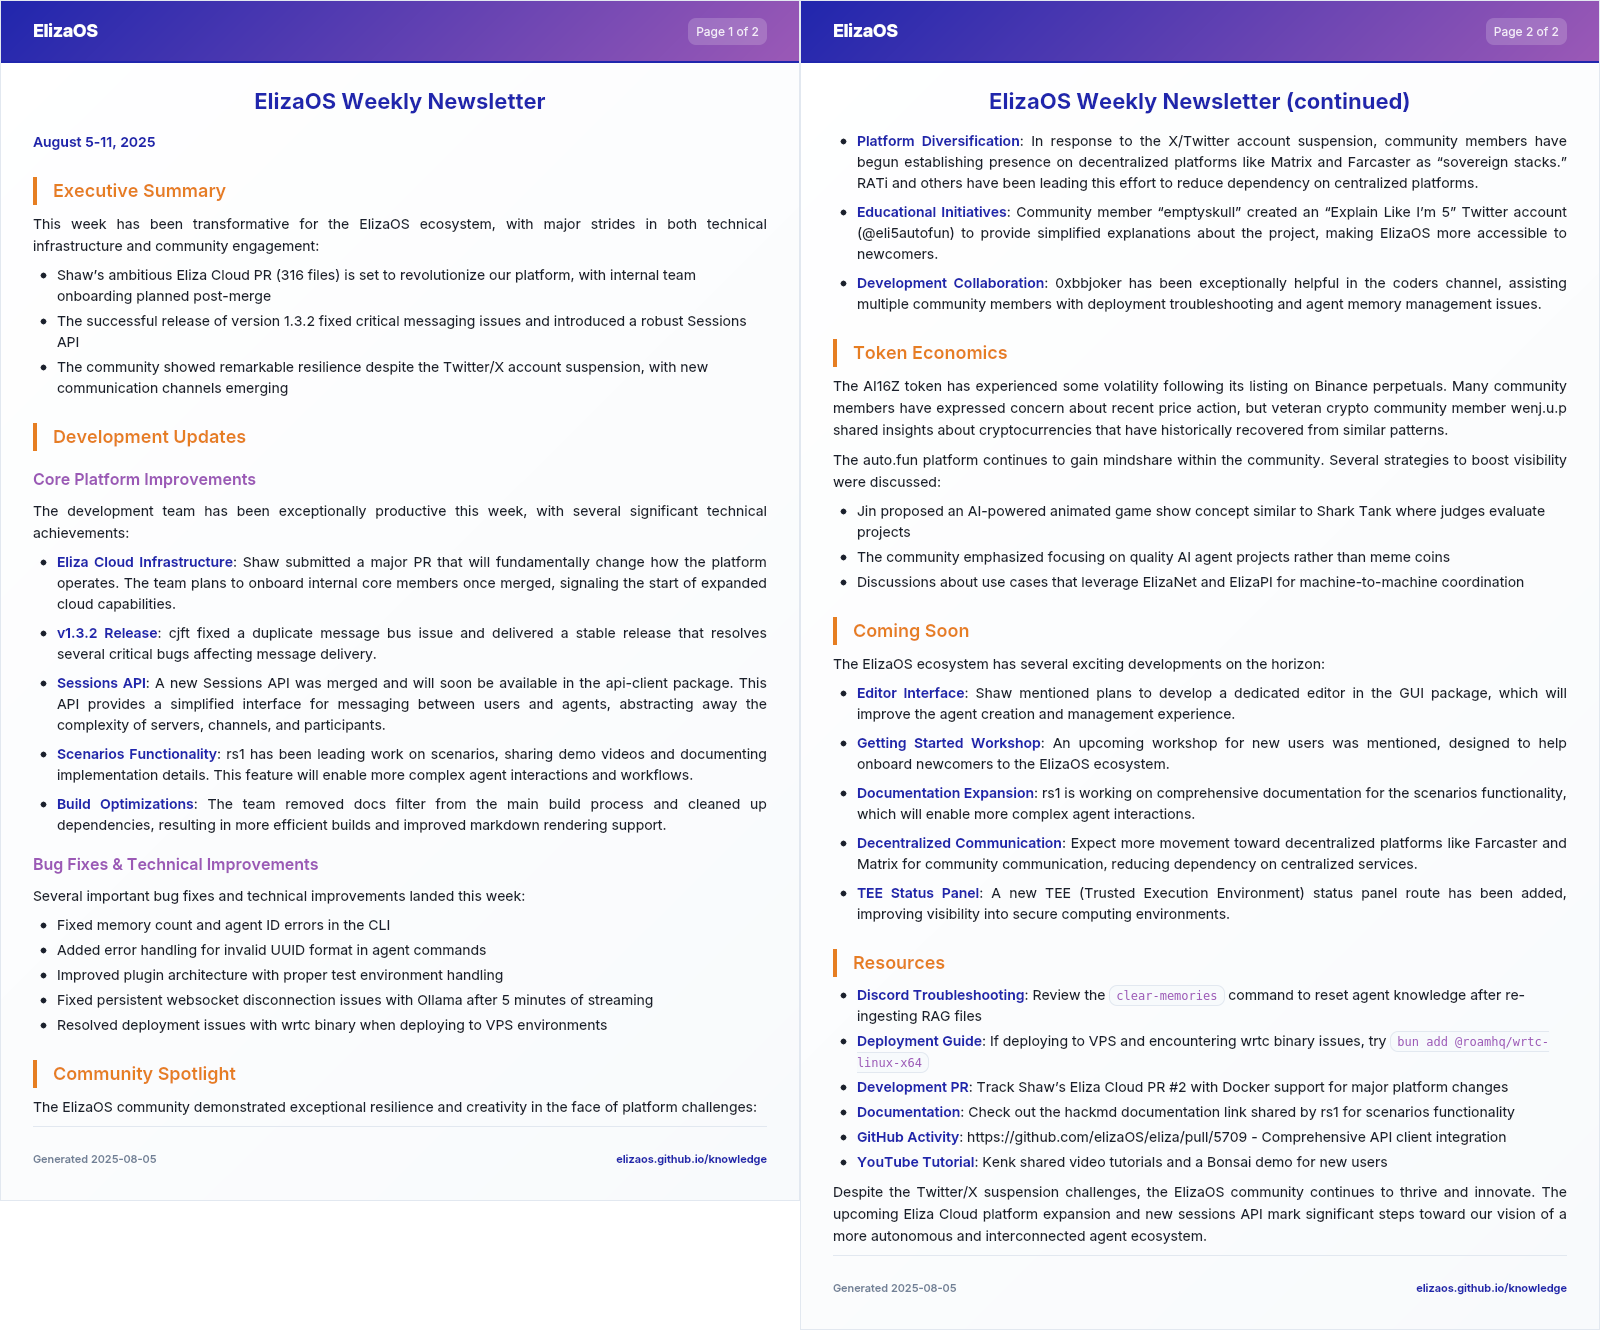 ElizaOS
Page 1 of 2
ElizaOS Weekly Newsletter
August 5-11, 2025
Executive Summary
This week has been transformative for the ElizaOS ecosystem, with major strides in both technical
infrastructure and community engagement:
• Shaw's ambitious Eliza Cloud PR (316 files) is set to revolutionize our platform, with internal team
onboarding planned post-merge
• The successful release of version 1.3.2 fixed critical messaging issues and introduced a robust Sessions
API
• The community showed remarkable resilience despite the Twitter/X account suspension, with new
communication channels emerging
Development Updates
Core Platform Improvements
The development team has been exceptionally productive this week, with several significant technical
achievements:
• Eliza Cloud Infrastructure: Shaw submitted a major PR that will fundamentally change how the platform
operates. The team plans to onboard internal core members once merged, signaling the start of expanded
cloud capabilities.
• v1.3.2 Release: cjft fixed a duplicate message bus issue and delivered a stable release that resolves
several critical bugs affecting message delivery.
• Sessions API: A new Sessions API was merged and will soon be available in the api-client package. This
API provides a simplified interface for messaging between users and agents, abstracting away the
complexity of servers, channels, and participants.
• Scenarios Functionality: rs1 has been leading work on scenarios, sharing demo videos and documenting
implementation details. This feature will enable more complex agent interactions and workflows.
• Build Optimizations: The team removed docs filter from the main build process and cleaned up
dependencies, resulting in more efficient builds and improved markdown rendering support.
Bug Fixes & Technical Improvements
Several important bug fixes and technical improvements landed this week:
• Fixed memory count and agent ID errors in the CLI
• Added error handling for invalid UUID format in agent commands
• Improved plugin architecture with proper test environment handling
• Fixed persistent websocket disconnection issues with Ollama after 5 minutes of streaming
• Resolved deployment issues with wrtc binary when deploying to VPS environments
Community Spotlight
The ElizaOS community demonstrated exceptional resilience and creativity in the face of platform challenges:
Generated 2025-08-05
elizaos.github.io/knowledge
ElizaOS
Page 2 of 2
ElizaOS Weekly Newsletter (continued)
• Platform Diversification: In response to the X/Twitter account suspension, community members have
begun establishing presence on decentralized platforms like Matrix and Farcaster as “sovereign stacks.”
RATi and others have been leading this effort to reduce dependency on centralized platforms.
• Educational Initiatives: Community member “emptyskull” created an “Explain Like I’m 5” Twitter account
(@eli5autofun) to provide simplified explanations about the project, making ElizaOS more accessible to
newcomers.
• Development Collaboration: 0xbbjoker has been exceptionally helpful in the coders channel, assisting
multiple community members with deployment troubleshooting and agent memory management issues.
Token Economics
The AI16Z token has experienced some volatility following its listing on Binance perpetuals. Many community
members have expressed concern about recent price action, but veteran crypto community member wenj.u.p
shared insights about cryptocurrencies that have historically recovered from similar patterns.
The auto.fun platform continues to gain mindshare within the community. Several strategies to boost visibility
were discussed:
• Jin proposed an AI-powered animated game show concept similar to Shark Tank where judges evaluate
projects
• The community emphasized focusing on quality AI agent projects rather than meme coins
• Discussions about use cases that leverage ElizaNet and ElizaPI for machine-to-machine coordination
Coming Soon
The ElizaOS ecosystem has several exciting developments on the horizon:
• Editor Interface: Shaw mentioned plans to develop a dedicated editor in the GUI package, which will
improve the agent creation and management experience.
• Getting Started Workshop: An upcoming workshop for new users was mentioned, designed to help
onboard newcomers to the ElizaOS ecosystem.
• Documentation Expansion: rs1 is working on comprehensive documentation for the scenarios functionality,
which will enable more complex agent interactions.
• Decentralized Communication: Expect more movement toward decentralized platforms like Farcaster and
Matrix for community communication, reducing dependency on centralized services.
• TEE Status Panel: A new TEE (Trusted Execution Environment) status panel route has been added,
improving visibility into secure computing environments.
Resources
• Discord Troubleshooting: Review the clear-memories command to reset agent knowledge after re-
ingesting RAG files
• Deployment Guide: If deploying to VPS and encountering wrtc binary issues, try bun add @roamhq/wrtc-
linux-x64
• Development PR: Track Shaw’s Eliza Cloud PR #2 with Docker support for major platform changes
• Documentation: Check out the hackmd documentation link shared by rs1 for scenarios functionality
• GitHub Activity: https://github.com/elizaOS/eliza/pull/5709 - Comprehensive API client integration
• YouTube Tutorial: Kenk shared video tutorials and a Bonsai demo for new users
Despite the Twitter/X suspension challenges, the ElizaOS community continues to thrive and innovate. The
upcoming Eliza Cloud platform expansion and new sessions API mark significant steps toward our vision of a
more autonomous and interconnected agent ecosystem.
Generated 2025-08-05
elizaos.github.io/knowledge